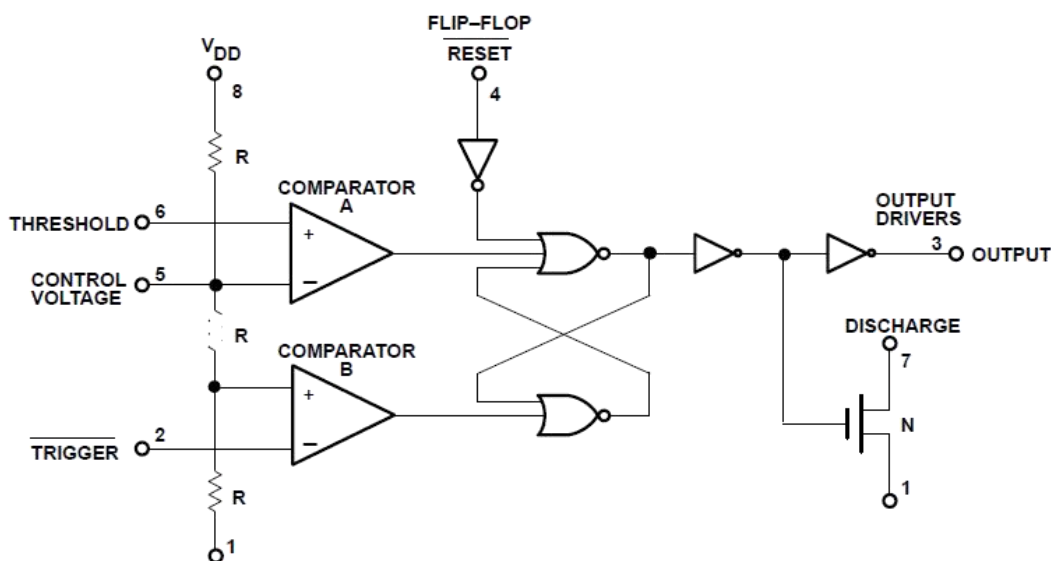 FLIP–FLOP
RESET
4
VDD
8
R
COMPARATOR
A
THRESHOLD
6
+
–
OUTPUT
DRIVERS
3
OUTPUT
CONTROL
VOLTAGE
5
R
COMPARATOR
B
DISCHARGE
7
+
–
N
TRIGGER
2
R
1
1